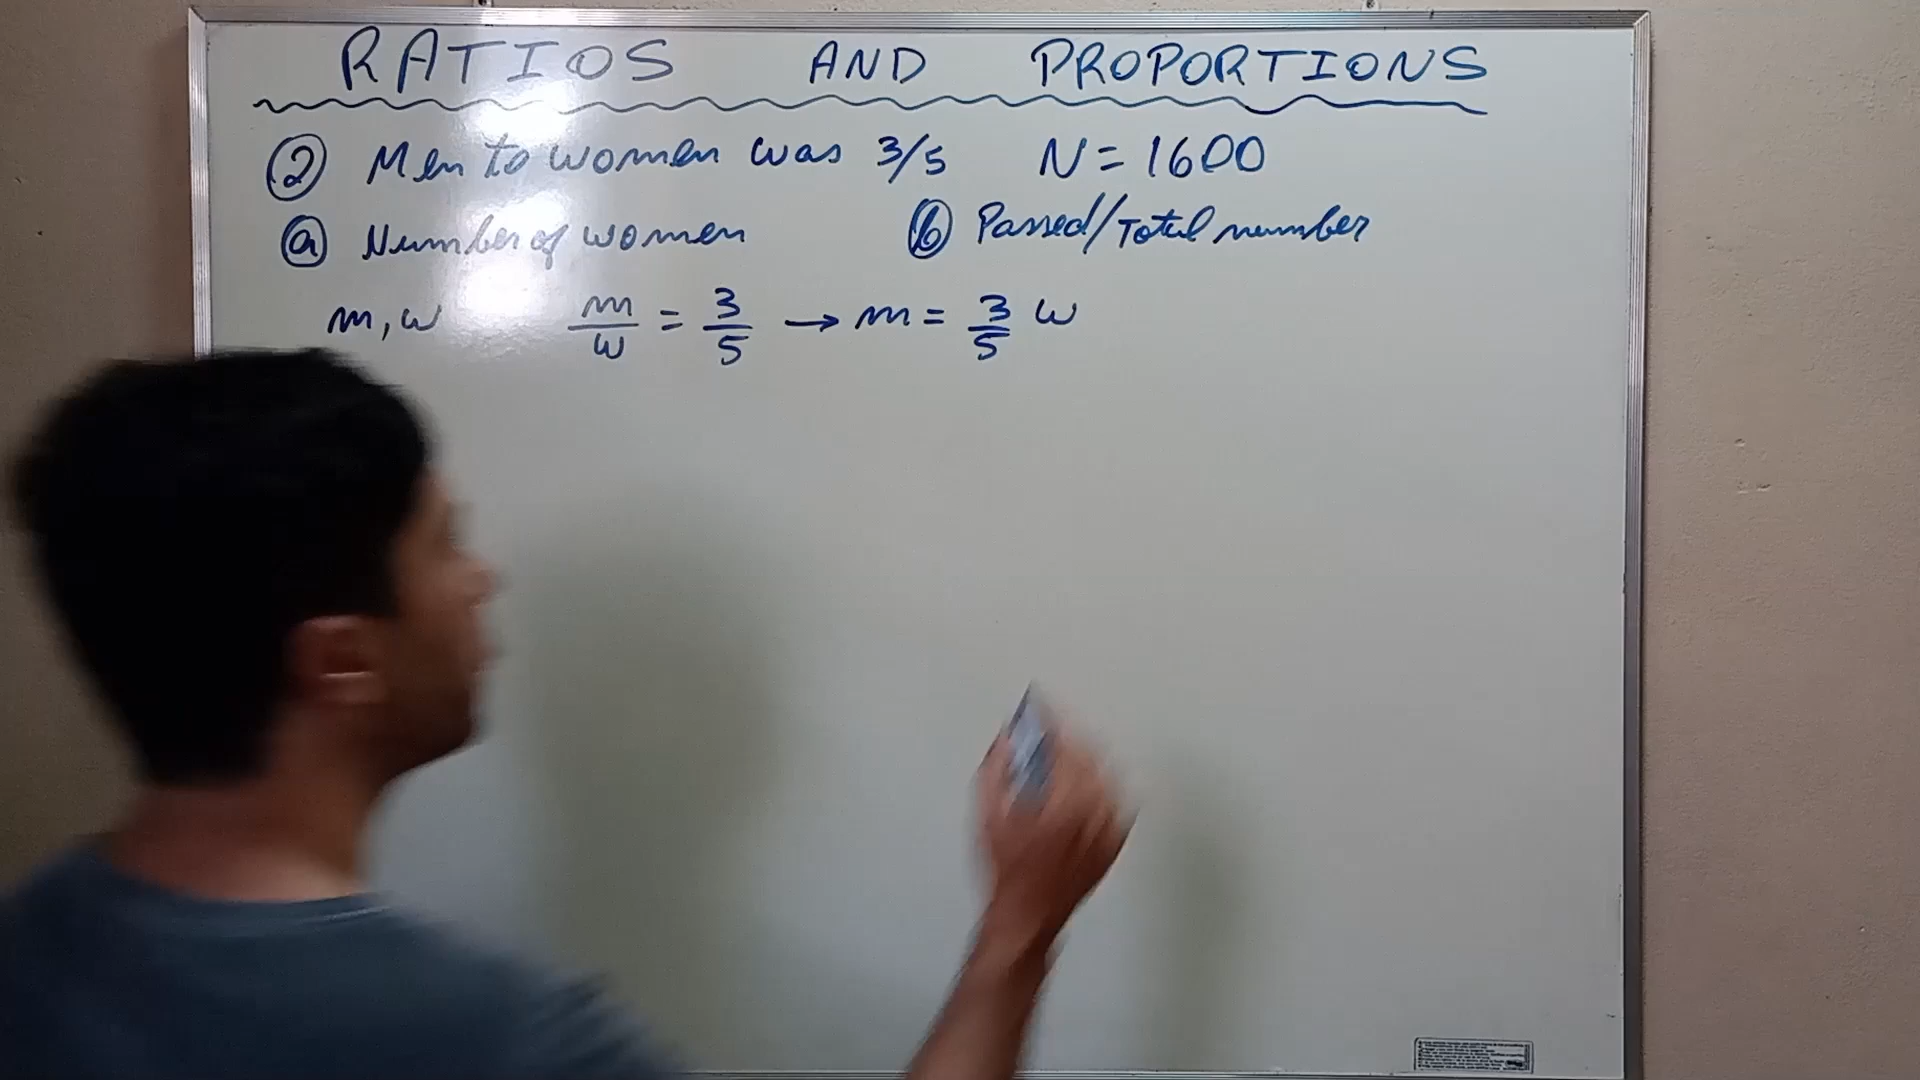 RATIOS AND PROPORTIONS
② Men to women was 3/5 N = 1600
ⓐ Number of women ⓑ Passed/Total number
m, w m/w = 3/5 → m = 3/5 w